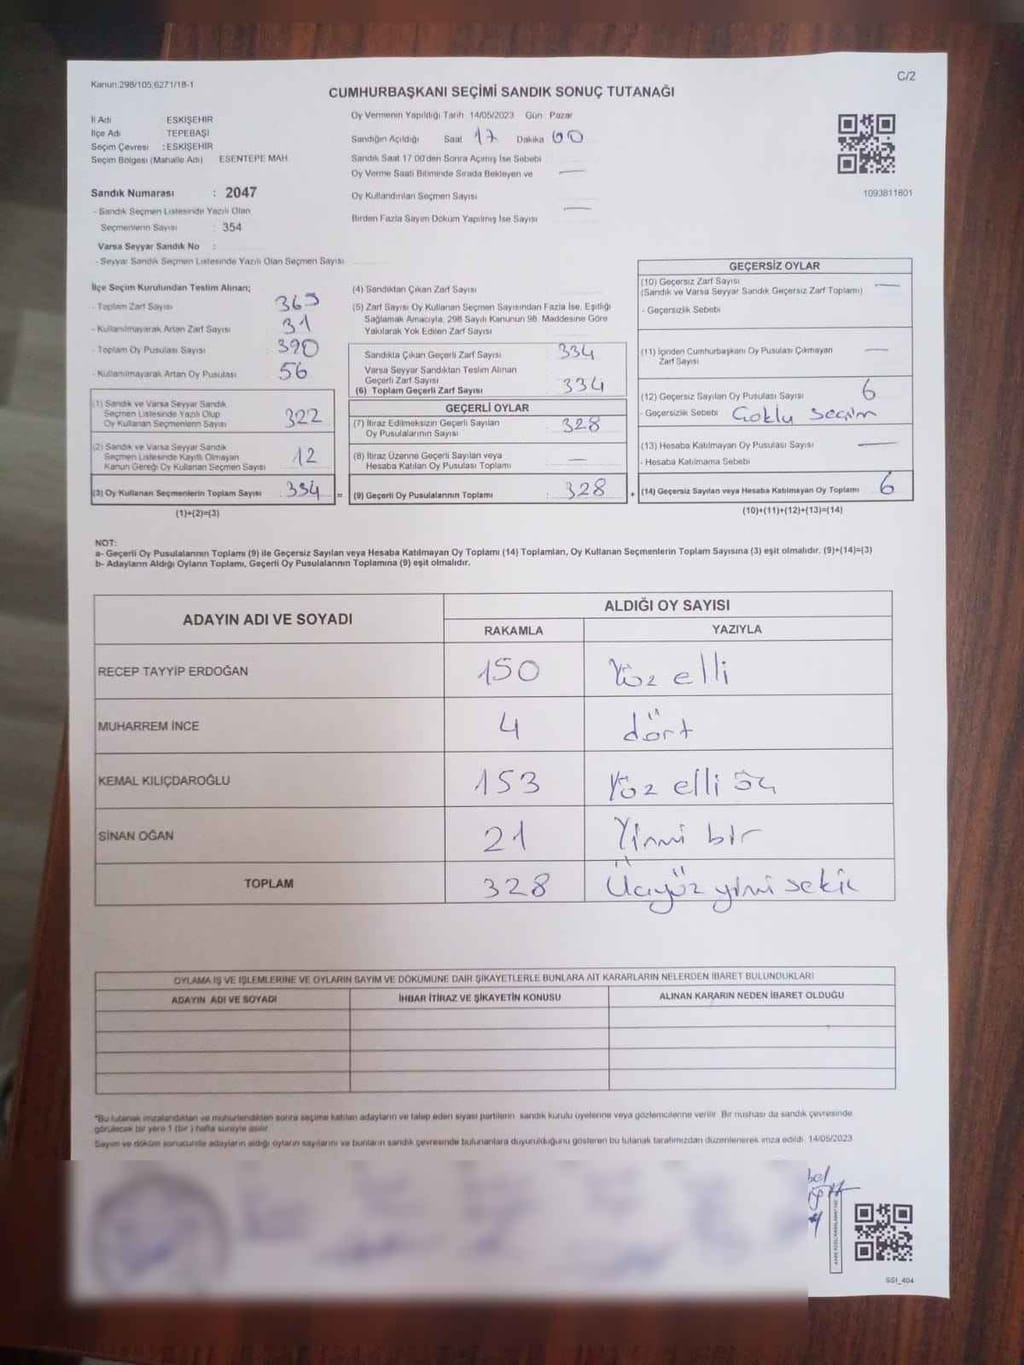 Kanun:298/105,6271/18-1
C/2
CUMHURBAŞKANI SEÇİMİ SANDIK SONUÇ TUTANAĞI
İl Adı ESKİŞEHİR
İlçe Adı TEPEBAŞI
Seçim Çevresi :ESKİŞEHİR
Seçim Bölgesi (Mahalle Adı) ESENTEPE MAH.
Sandık Numarası : 2047
- Sandık Seçmen Listesinde Yazılı Olan
Seçmenlerin Sayısı : 354
Varsa Seyyar Sandık No :
- Seyyar Sandık Seçmen Listesinde Yazılı Olan Seçmen Sayısı
Oy Vermenin Yapıldığı Tarih 14/05/2023 Gün Pazar
Sandığın Açıldığı Saat 17 Dakika 00
Sandık Saat 17 00'den Sonra Açımış İse Sebebi
Oy Verme Saati Bitiminde Sırada Bekleyen ve —
Oy Kullandırılan Seçmen Sayısı
Birden Fazla Sayım Döküm Yapılmış İse Sayısı —
1093811801
İlçe Seçim Kurulundan Teslim Alınan;
- Toplam Zarf Sayısı 365
- Kullanılmayarak Artan Zarf Sayısı 31
- Toplam Oy Pusulası Sayısı 390
- Kullanılmayarak Artan Oy Pusulası 56
(1) Sandık ve Varsa Seyyar Sandık
Seçmen Listesinde Yazılı Olup
Oy Kullanan Seçmenlerin Sayısı 322
(2) Sandık ve Varsa Seyyar Sandık
Seçmen Listesinde Kayıtlı Olmayan
Kanun Gereği Oy Kullanan Seçmen Sayısı 12
(3) Oy Kullanan Seçmenlerin Toplam Sayısı 334 =
(1)+(2)=(3)
(4) Sandıktan Çıkan Zarf Sayısı
(5) Zarf Sayısı Oy Kullanan Seçmen Sayısından Fazla İse, Eşitliği
Sağlamak Amacıyla, 298 Sayılı Kanunun 98. Maddesine Göre
Yakılarak Yok Edilen Zarf Sayısı
Sandıkta Çıkan Geçerli Zarf Sayısı 334
Varsa Seyyar Sandıktan Teslim Alınan
Geçerli Zarf Sayısı
(6) Toplam Geçerli Zarf Sayısı 334
GEÇERLİ OYLAR
(7) İtiraz Edilmeksizin Geçerli Sayılan
Oy Pusulalarının Sayısı 328
(8) İtiraz Üzerine Geçerli Sayılan veya
Hesaba Katılan Oy Pusulası Toplamı —
(9) Geçerli Oy Pusulalarının Toplamı : 328 +
GEÇERSİZ OYLAR
(10) Geçersiz Zarf Sayısı
(Sandık ve Varsa Seyyar Sandık Geçersiz Zarf Toplamı) —
- Geçersizlik Sebebi
(11) İçinden Cumhurbaşkanı Oy Pusulası Çıkmayan
Zarf Sayısı —
(12) Geçersiz Sayılan Oy Pusulası Sayısı 6
- Geçersizlik Sebebi Çoklu seçim
(13) Hesaba Katılmayan Oy Pusulası Sayısı —
- Hesaba Katılmama Sebebi
(14) Geçersiz Sayılan veya Hesaba Katılmayan Oy Toplamı 6
(10)+(11)+(12)+(13)=(14)
NOT:
a- Geçerli Oy Pusulalarının Toplamı (9) ile Geçersiz Sayılan veya Hesaba Katılmayan Oy Toplamı (14) Toplamları, Oy Kullanan Seçmenlerin Toplam Sayısına (3) eşit olmalıdır. (9)+(14)=(3)
b- Adayların Aldığı Oyların Toplamı, Geçerli Oy Pusulalarının Toplamına (9) eşit olmalıdır.
ADAYIN ADI VE SOYADI
ALDIĞI OY SAYISI
RAKAMLA YAZIYLA
RECEP TAYYİP ERDOĞAN 150 Yüz elli
MUHARREM İNCE 4 dört
KEMAL KILIÇDAROĞLU 153 Yüz elli üç
SİNAN OĞAN 21 Yirmi bir
TOPLAM 328 Üçyüz yirmi sekiz
OYLAMA İŞ VE İŞLEMLERİNE VE OYLARIN SAYIM VE DÖKÜMÜNE DAİR ŞİKAYETLERLE BUNLARA AİT KARARLARIN NELERDEN İBARET BULUNDUKLARI
ADAYIN ADI VE SOYADI İHBAR İTİRAZ VE ŞİKAYETİN KONUSU ALINAN KARARIN NEDEN İBARET OLDUĞU
*Bu tutanak imzalandıktan ve mühürlendikten sonra seçime katılan adayların ve talep eden siyasi partilerin sandık kurulu üyelerine veya gözlemcilerine verilir. Bir nüshası da sandık çevresinde
görülecek bir yere 1 (bir) hafta süreyle asılır.
Sayım ve döküm sonucunda adayların aldığı oyların sayılarını ve bunların sandık çevresinde bulunanlara duyurulduğunu gösteren bu tutanak tarafımızdan düzenlenerek imza edildi. 14/05/2023
bel
SSI_404